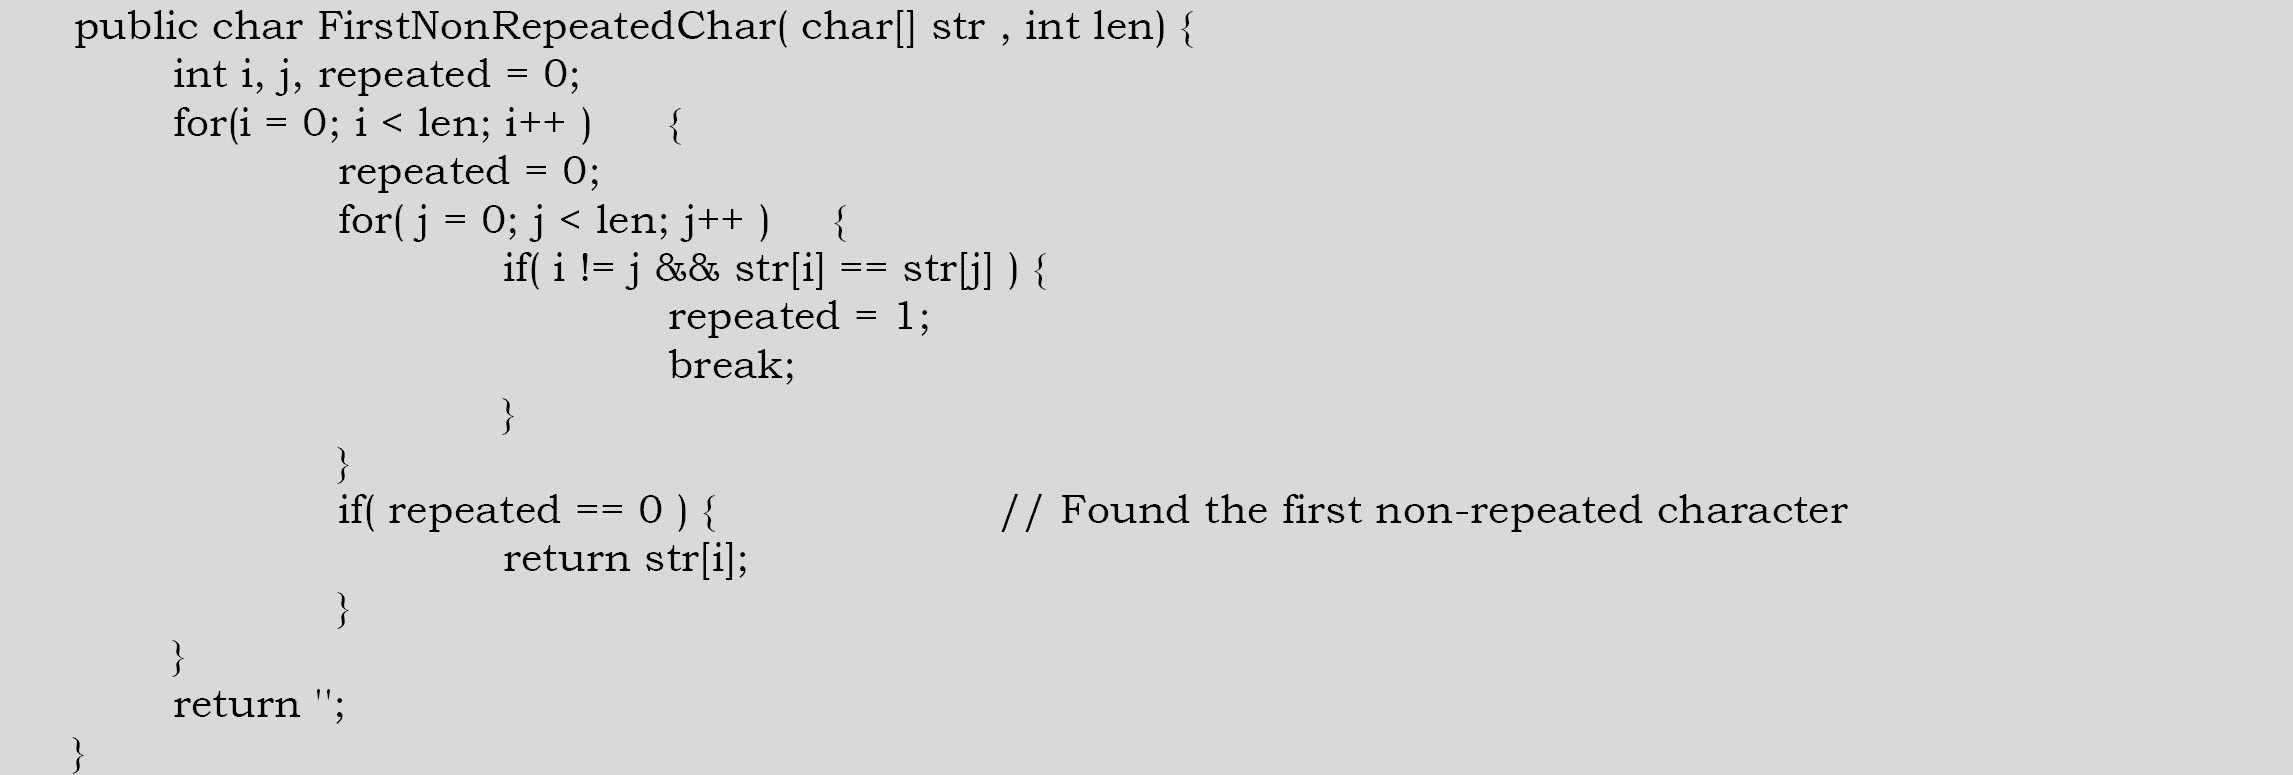 public char FirstNonRepeatedChar( char[] str , int len) {
int i, j, repeated = 0;
for(i = 0; i < len; i++ ) {
repeated = 0;
for( j = 0; j < len; j++ ) {
if( i != j && str[i] == str[j] ) {
repeated = 1;
break;
}
}
if( repeated == 0 ) { // Found the first non-repeated character
return str[i];
}
}
return '';
}